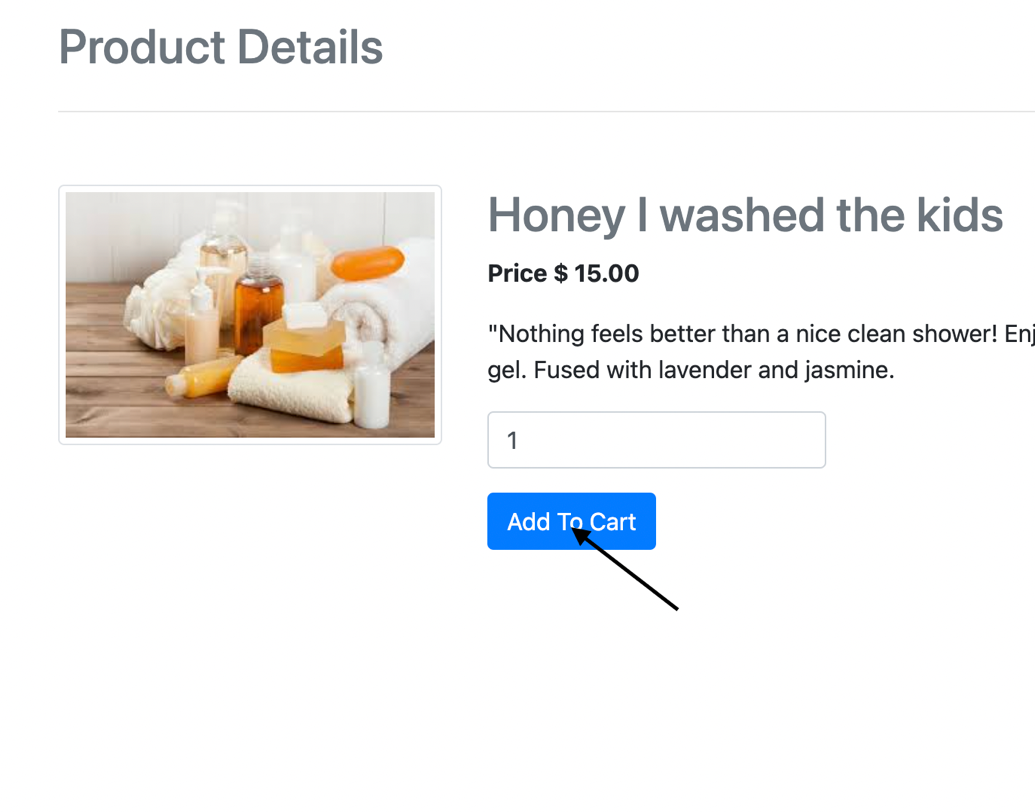 Product Details
Honey I washed the kids
Price $ 15.00
"Nothing feels better than a nice clean shower!
gel. Fused with lavender and jasmine.
1
Add To Cart